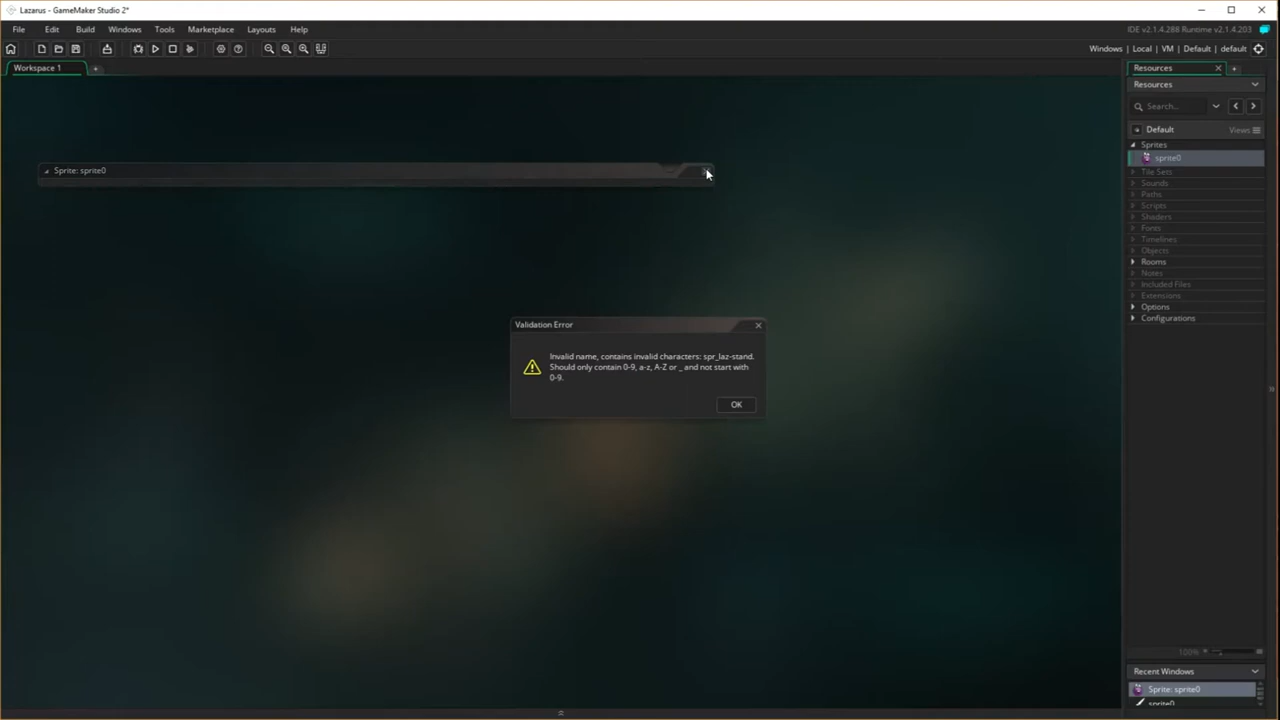 Lazarus - GameMaker Studio 2*
File Edit Build Windows Tools Marketplace Layouts Help
IDE v2.1.4.288 Runtime v2.1.4.203
Windows | Local | VM | Default | default
Workspace 1
Resources
Resources
Search...
Default Views
Sprites
sprite0
Tile Sets
Sounds
Paths
Scripts
Shaders
Fonts
Timelines
Objects
Rooms
Notes
Included Files
Extensions
Options
Configurations
Sprite: sprite0
Validation Error
Invalid name, contains invalid characters: spr_laz-stand.
Should only contain 0-9, a-z, A-Z or _ and not start with
0-9.
OK
100%
Recent Windows
Sprite: sprite0
sprite0